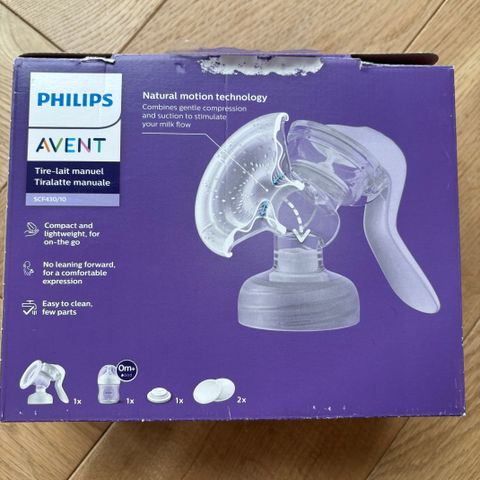 PHILIPS
AVENT
Tire-lait manuel
Tiralatte manuale
SCF430/10
Natural motion technology
Combines gentle compression
and suction to stimulate
your milk flow
Compact and
lightweight, for
on-the go
No leaning forward,
for a comfortable
expression
Easy to clean,
few parts
1x
0m+
1x
1x
2x